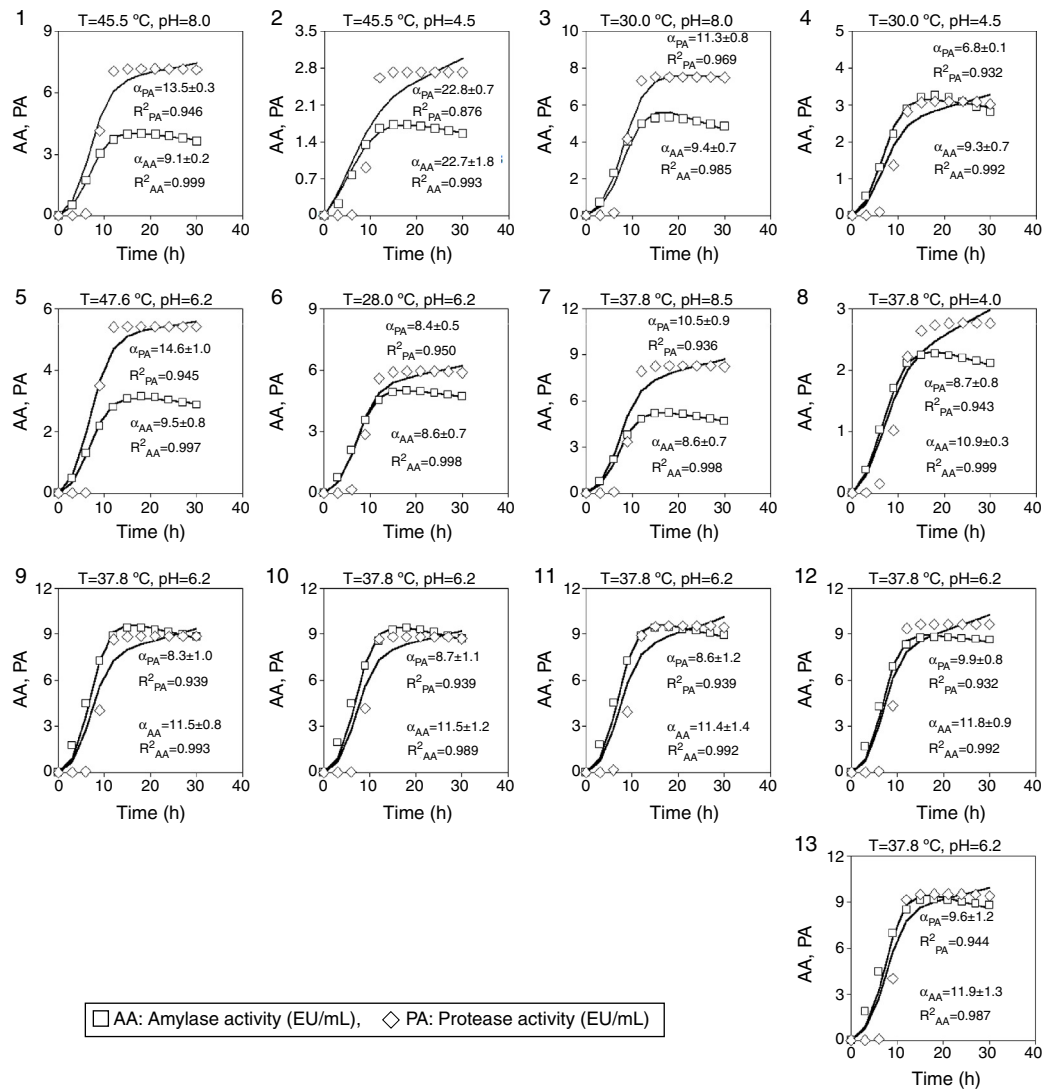 1
T=45.5 ºC, pH=8.0
AA, PA
9
6
3
0
α_PA=13.5±0.3
R²_PA=0.946
α_AA=9.1±0.2
R²_AA=0.999
0 10 20 30 40
Time (h)
2
T=45.5 ºC, pH=4.5
AA, PA
3.5
2.8
2.1
1.4
0.7
0
α_PA=22.8±0.7
R²_PA=0.876
α_AA=22.7±1.8
R²_AA=0.993
0 10 20 30 40
Time (h)
3
T=30.0 ºC, pH=8.0
AA, PA
10
8
6
4
2
0
α_PA=11.3±0.8
R²_PA=0.969
α_AA=9.4±0.7
R²_AA=0.985
0 10 20 30 40
Time (h)
4
T=30.0 ºC, pH=4.5
AA, PA
5
4
3
2
1
0
α_PA=6.8±0.1
R²_PA=0.932
α_AA=9.3±0.7
R²_AA=0.992
0 10 20 30 40
Time (h)
5
T=47.6 ºC, pH=6.2
AA, PA
6
4
2
0
α_PA=14.6±1.0
R²_PA=0.945
α_AA=9.5±0.8
R²_AA=0.997
0 10 20 30 40
Time (h)
6
T=28.0 ºC, pH=6.2
AA, PA
9
6
3
0
α_PA=8.4±0.5
R²_PA=0.950
α_AA=8.6±0.7
R²_AA=0.998
0 10 20 30 40
Time (h)
7
T=37.8 ºC, pH=8.5
AA, PA
12
9
6
3
0
α_PA=10.5±0.9
R²_PA=0.936
α_AA=8.6±0.7
R²_AA=0.998
0 10 20 30 40
Time (h)
8
T=37.8 ºC, pH=4.0
AA, PA
3
2
1
0
α_PA=8.7±0.8
R²_PA=0.943
α_AA=10.9±0.3
R²_AA=0.999
0 10 20 30 40
Time (h)
9
T=37.8 ºC, pH=6.2
AA, PA
12
9
6
3
0
α_PA=8.3±1.0
R²_PA=0.939
α_AA=11.5±0.8
R²_AA=0.993
0 10 20 30 40
Time (h)
10
T=37.8 ºC, pH=6.2
AA, PA
12
9
6
3
0
α_PA=8.7±1.1
R²_PA=0.939
α_AA=11.5±1.2
R²_AA=0.989
0 10 20 30 40
Time (h)
11
T=37.8 ºC, pH=6.2
AA, PA
12
9
6
3
0
α_PA=8.6±1.2
R²_PA=0.939
α_AA=11.4±1.4
R²_AA=0.992
0 10 20 30 40
Time (h)
12
T=37.8 ºC, pH=6.2
AA, PA
12
9
6
3
0
α_PA=9.9±0.8
R²_PA=0.932
α_AA=11.8±0.9
R²_AA=0.992
0 10 20 30 40
Time (h)
13
T=37.8 ºC, pH=6.2
AA, PA
12
9
6
3
0
α_PA=9.6±1.2
R²_PA=0.944
α_AA=11.9±1.3
R²_AA=0.987
0 10 20 30 40
Time (h)
AA: Amylase activity (EU/mL), PA: Protease activity (EU/mL)